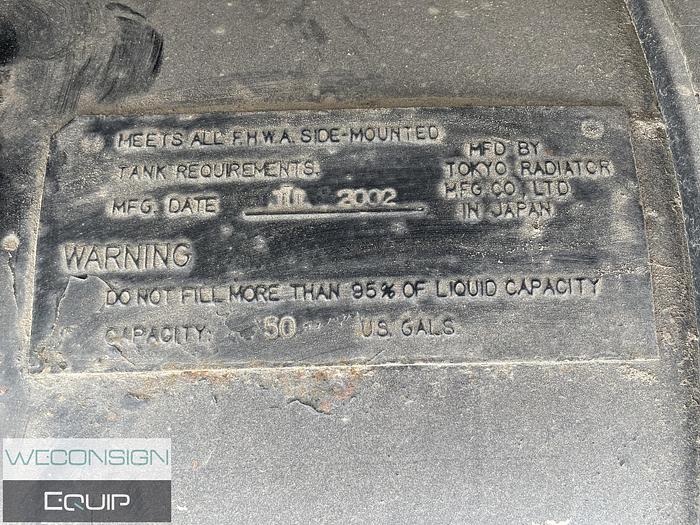 MEETS ALL F.H.W.A. SIDE-MOUNTED
TANK REQUIREMENTS.
MFG. DATE 2002
MFD BY
TOKYO RADIATOR
MFG. CO., LTD
IN JAPAN
WARNING
DO NOT FILL MORE THAN 95% OF LIQUID CAPACITY
CAPACITY: 50 U.S. GALS.
WECONSIGN
EQUIP